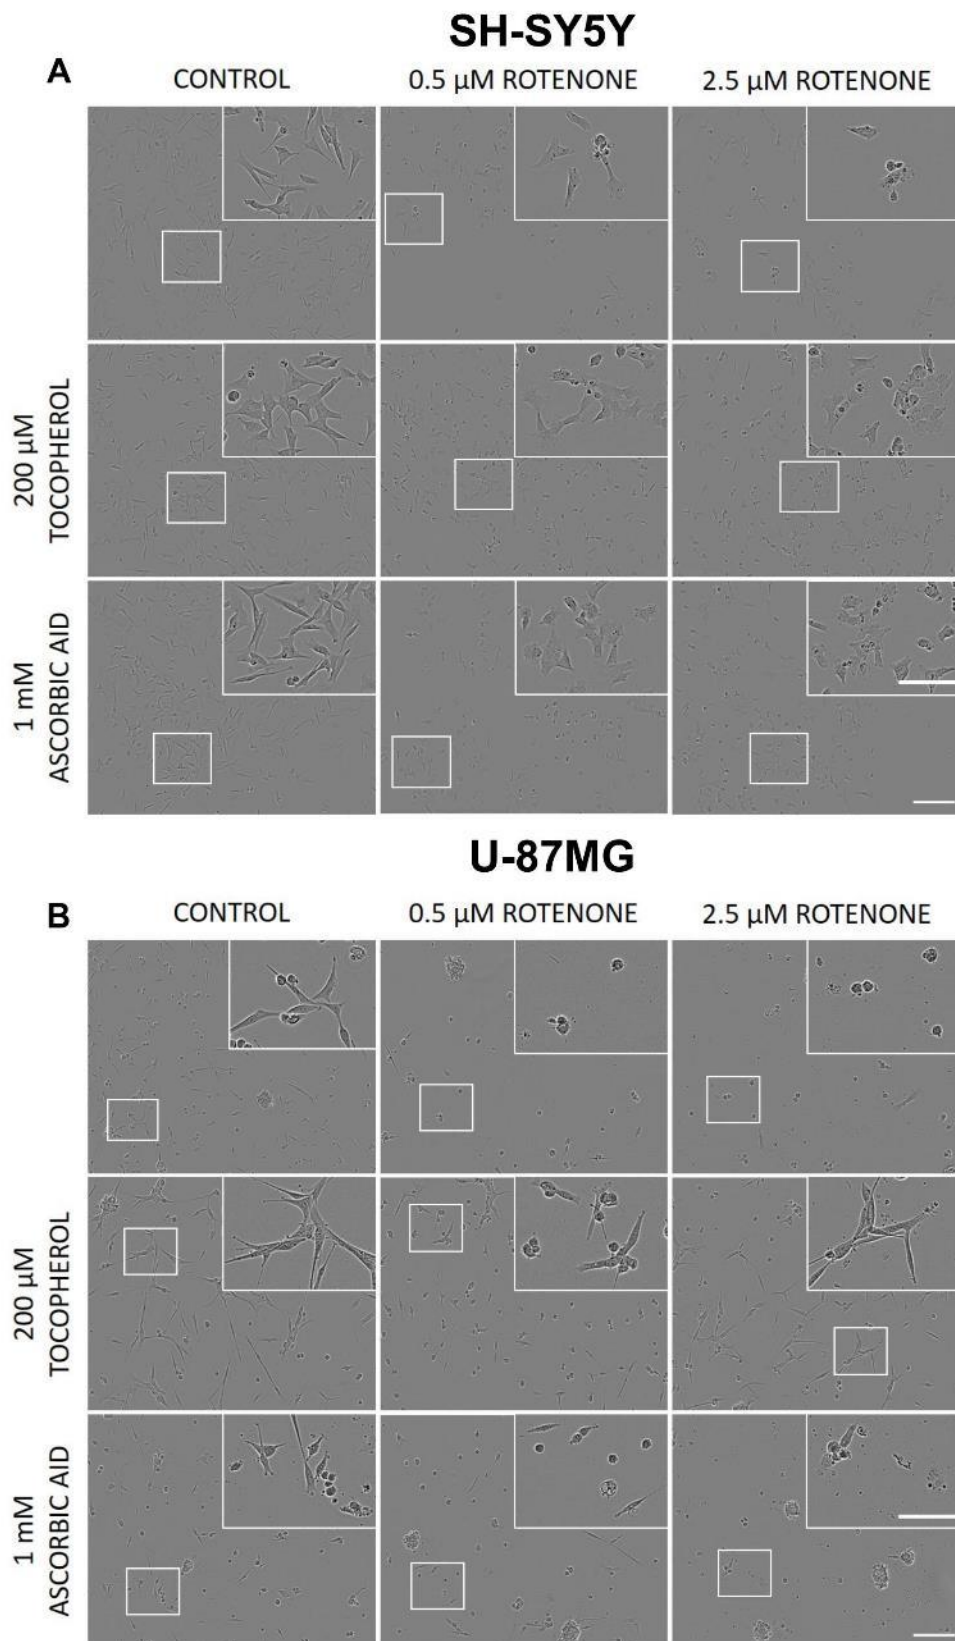 SH-SY5Y
A
CONTROL 0.5 μM ROTENONE 2.5 μM ROTENONE
200 μM
TOCOPHEROL
1 mM
ASCORBIC AID
U-87MG
B
CONTROL 0.5 μM ROTENONE 2.5 μM ROTENONE
200 μM
TOCOPHEROL
1 mM
ASCORBIC AID